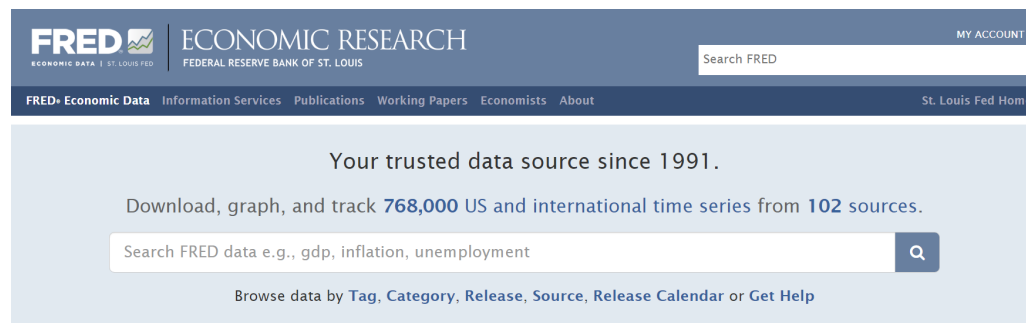 FRED
ECONOMIC DATA | ST. LOUIS FED
ECONOMIC RESEARCH
FEDERAL RESERVE BANK OF ST. LOUIS
MY ACCOUNT
Search FRED
FRED® Economic Data Information Services Publications Working Papers Economists About St. Louis Fed Hom
Your trusted data source since 1991.
Download, graph, and track 768,000 US and international time series from 102 sources.
Search FRED data e.g., gdp, inflation, unemployment
Browse data by Tag, Category, Release, Source, Release Calendar or Get Help